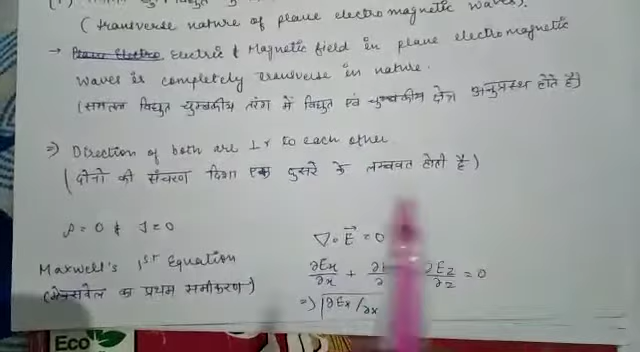 (transverse nature of plane electromagnetic waves).
→ Electric & Magnetic field in plane electromagnetic
waves is completely transverse in nature.
(समतल विद्युत चुम्बकीय तरंग में विद्युत एवं चुम्बकीय क्षेत्र अनुप्रस्थ होते है)
⇒ Direction of both are ⊥r to each other.
(दोनो की संचरण दिशा एक दुसरे के लम्बवत होती है)
ρ = 0 & J = 0
∇. E⃗ = 0
Maxwell's 1st Equation
(मेक्सवेल का प्रथम समीकरण)
∂Ex/∂x + ∂Ez/∂z = 0
⇒ ∂Ex/∂x
Eco